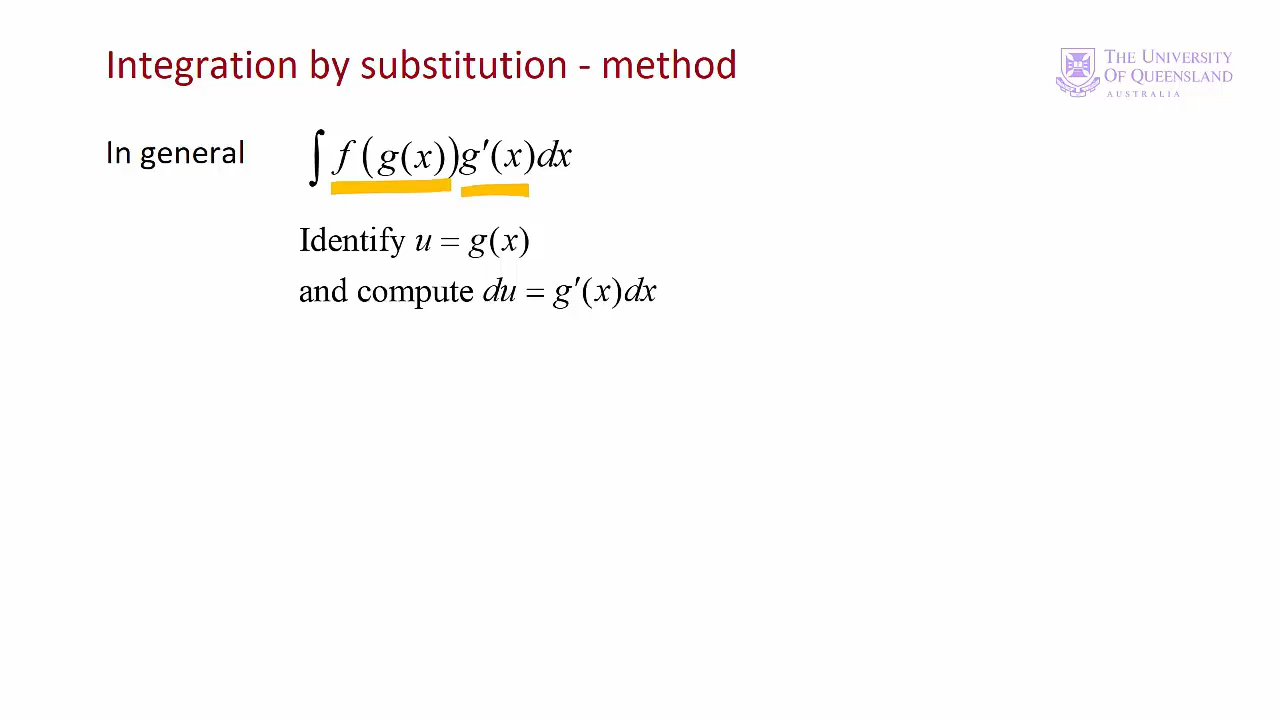 Integration by substitution - method
THE UNIVERSITY
OF QUEENSLAND
AUSTRALIA
In general ∫ f(g(x))g′(x)dx
Identify u = g(x)
and compute du = g′(x)dx